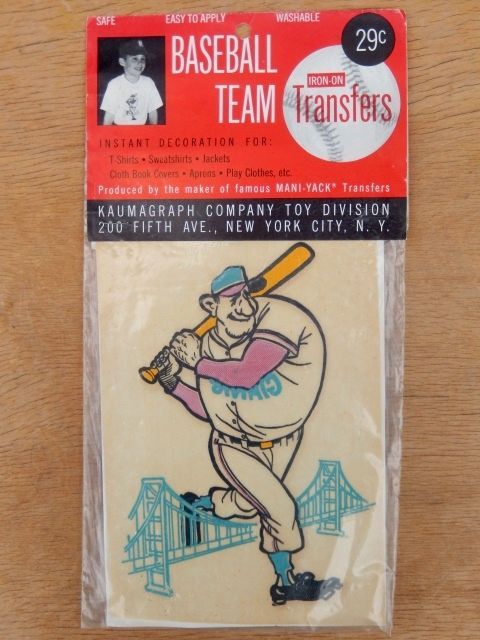 SAFE EASY TO APPLY WASHABLE
29c
BASEBALL
TEAM
IRON-ON
Transfers
INSTANT DECORATION FOR:
T-Shirts • Sweatshirts • Jackets
Cloth Book Covers • Aprons • Play Clothes, etc.
Produced by the maker of famous MANI-YACK® Transfers
KAUMAGRAPH COMPANY TOY DIVISION
200 FIFTH AVE., NEW YORK CITY, N. Y.
GIANTS